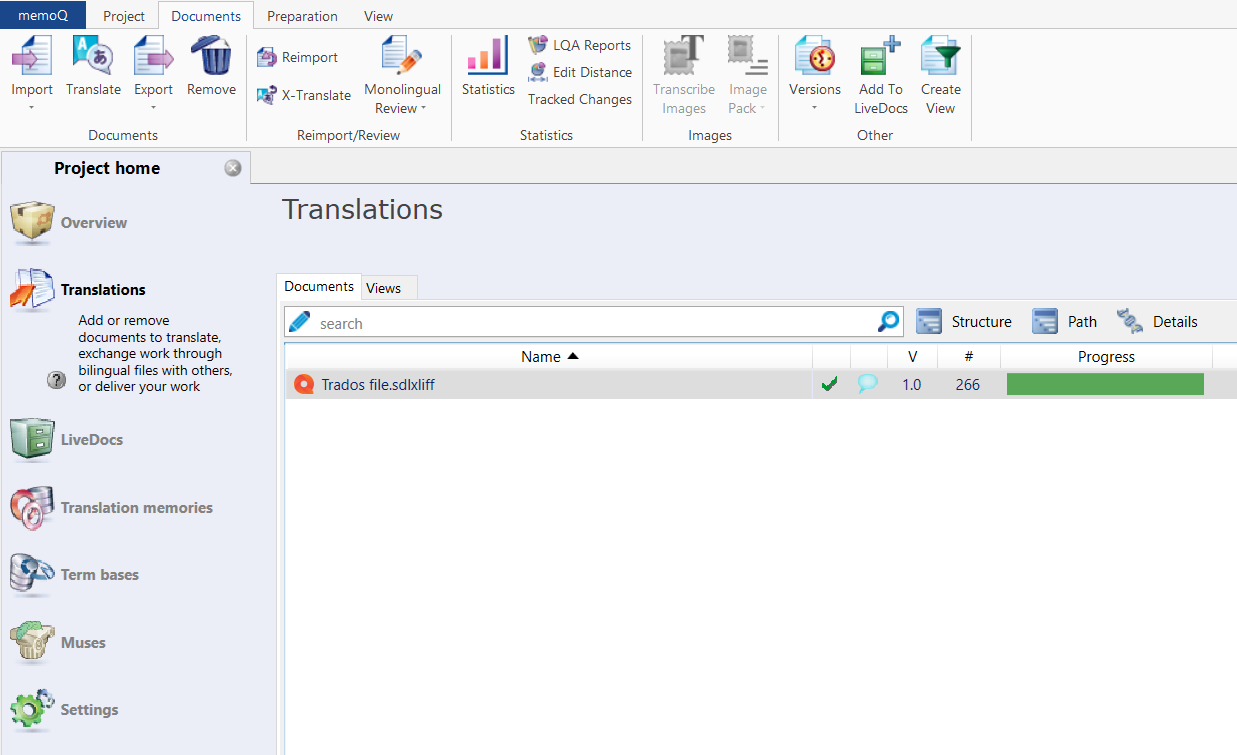 memoQ Project Documents Preparation View
Import Translate Export Remove
Documents
Reimport
X-Translate
Monolingual
Review
Reimport/Review
Statistics
LQA Reports
Edit Distance
Tracked Changes
Statistics
Transcribe
Images
Image
Pack
Images
Versions
Add To
LiveDocs
Create
View
Other
Project home
Overview
Translations
Add or remove
documents to translate,
exchange work through
bilingual files with others,
or deliver your work
LiveDocs
Translation memories
Term bases
Muses
Settings
Translations
Documents Views
search Structure Path Details
Name V # Progress
Trados file.sdlxliff 1.0 266